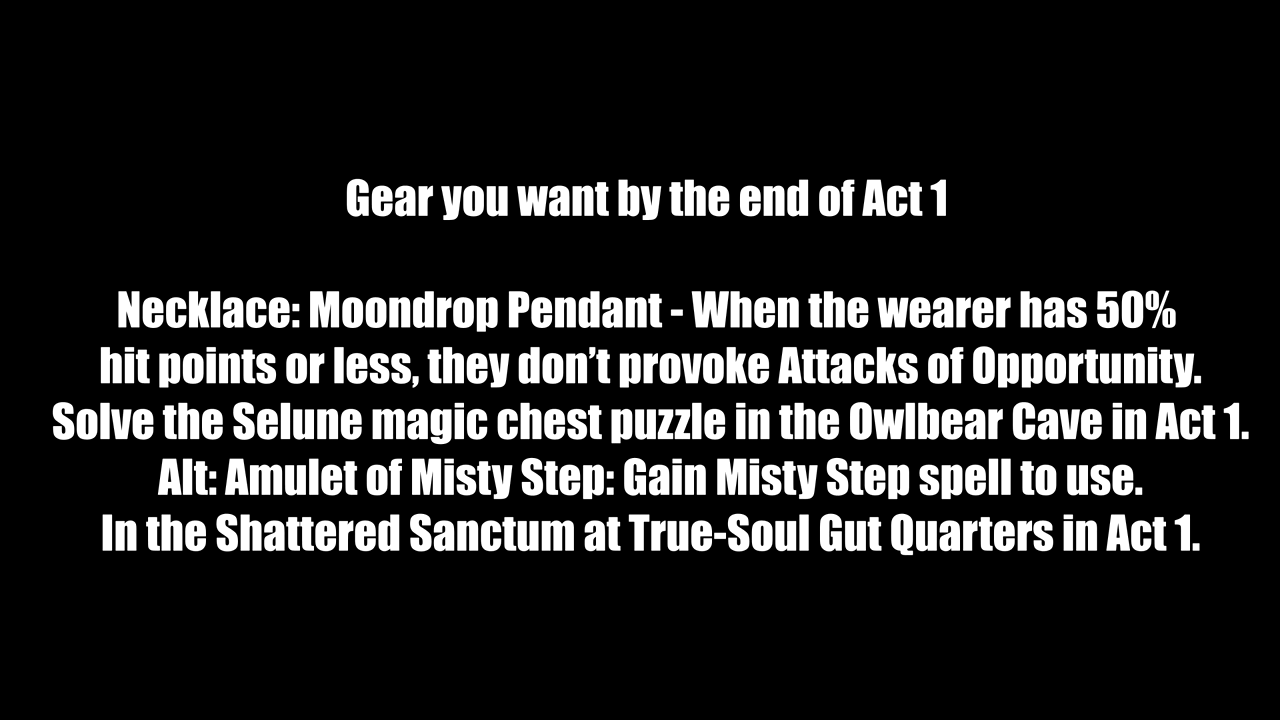 Gear you want by the end of Act 1
Necklace: Moondrop Pendant - When the wearer has 50%
hit points or less, they don’t provoke Attacks of Opportunity.
Solve the Selune magic chest puzzle in the Owlbear Cave in Act 1.
Alt: Amulet of Misty Step: Gain Misty Step spell to use.
In the Shattered Sanctum at True-Soul Gut Quarters in Act 1.